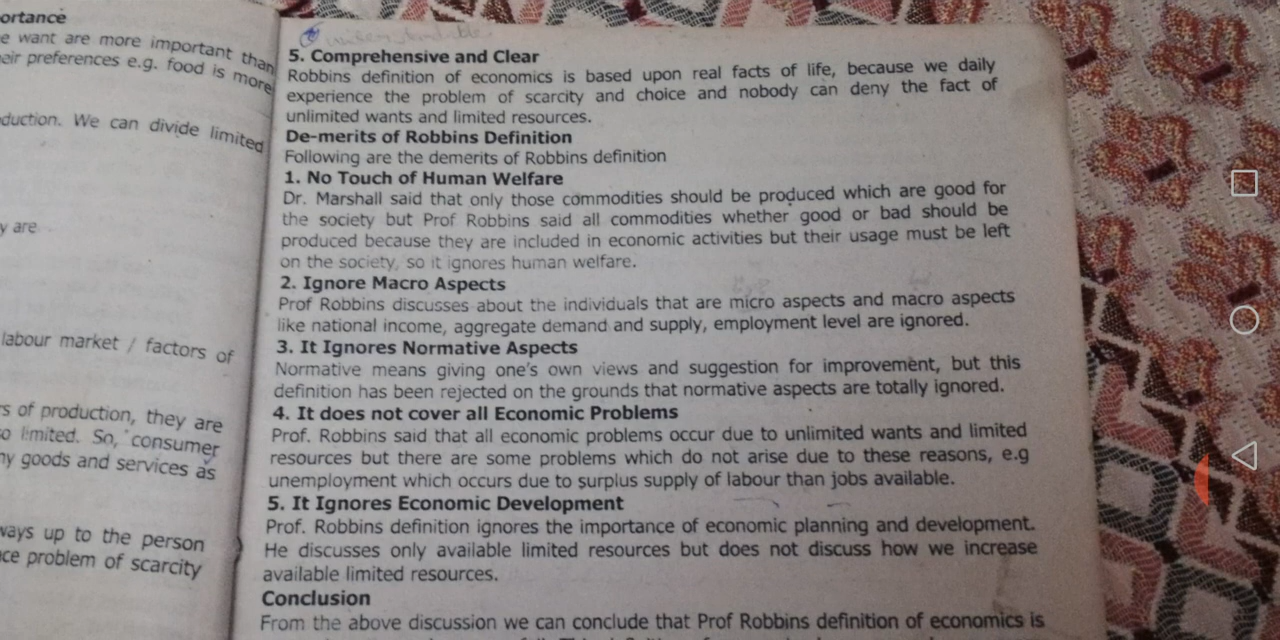 ortance
e want are more important than
eir preferences e.g. food is more
duction. We can divide limited
y are
labour market / factors of
rs of production, they are
so limited. So, consumer
ny goods and services as
ways up to the person
ce problem of scarcity
5. Comprehensive and Clear
Robbins definition of economics is based upon real facts of life, because we daily
experience the problem of scarcity and choice and nobody can deny the fact of
unlimited wants and limited resources.
De-merits of Robbins Definition
Following are the demerits of Robbins definition
1. No Touch of Human Welfare
Dr. Marshall said that only those commodities should be produced which are good for
the society but Prof Robbins said all commodities whether good or bad should be
produced because they are included in economic activities but their usage must be left
on the society, so it ignores human welfare.
2. Ignore Macro Aspects
Prof Robbins discusses about the individuals that are micro aspects and macro aspects
like national income, aggregate demand and supply, employment level are ignored.
3. It Ignores Normative Aspects
Normative means giving one's own views and suggestion for improvement, but this
definition has been rejected on the grounds that normative aspects are totally ignored.
4. It does not cover all Economic Problems
Prof. Robbins said that all economic problems occur due to unlimited wants and limited
resources but there are some problems which do not arise due to these reasons, e.g
unemployment which occurs due to surplus supply of labour than jobs available.
5. It Ignores Economic Development
Prof. Robbins definition ignores the importance of economic planning and development.
He discusses only available limited resources but does not discuss how we increase
available limited resources.
Conclusion
From the above discussion we can conclude that Prof Robbins definition of economics is